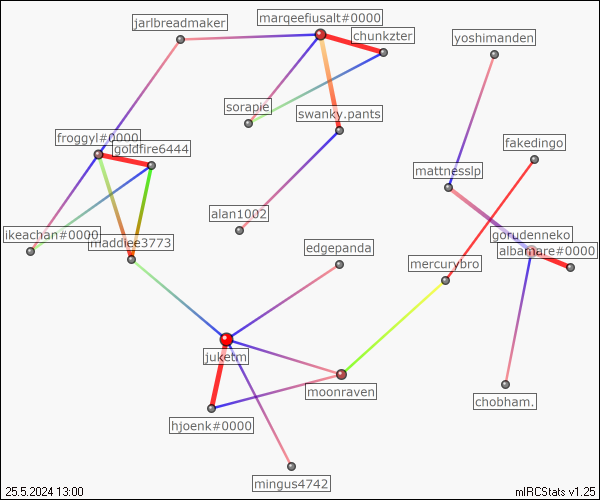 jarlbreadmaker
marqeefiusalt#0000
chunkzter
yoshimanden
sorapie
swanky.pants
froggyl#0000
goldfire6444
fakedingo
mattnesslp
alan1002
ikeachan#0000
maddiee3773
edgepanda
gorudenneko
albamare#0000
mercurybro
juketm
moonraven
chobham.
hjoenk#0000
mingus4742
25.5.2024 13:00
mIRCStats v1.25